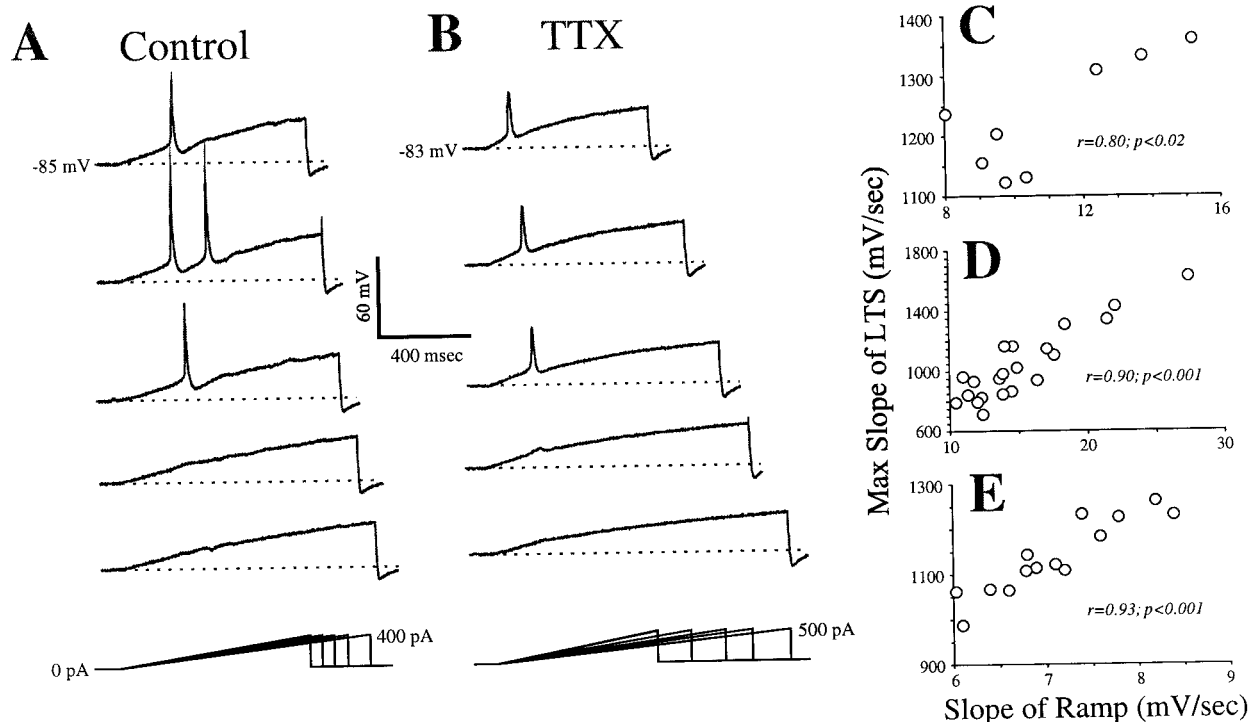 A
Control
B
TTX
-85 mV
-83 mV
60 mV
400 msec
0 pA
400 pA
500 pA
Max Slope of LTS (mV/sec)
C
1400
1300
1200
1100
8
12
16
r=0.80; p<0.02
D
1800
1400
1000
600
10
20
30
r=0.90; p<0.001
E
1300
1100
900
6
7
8
9
r=0.93; p<0.001
Slope of Ramp (mV/sec)